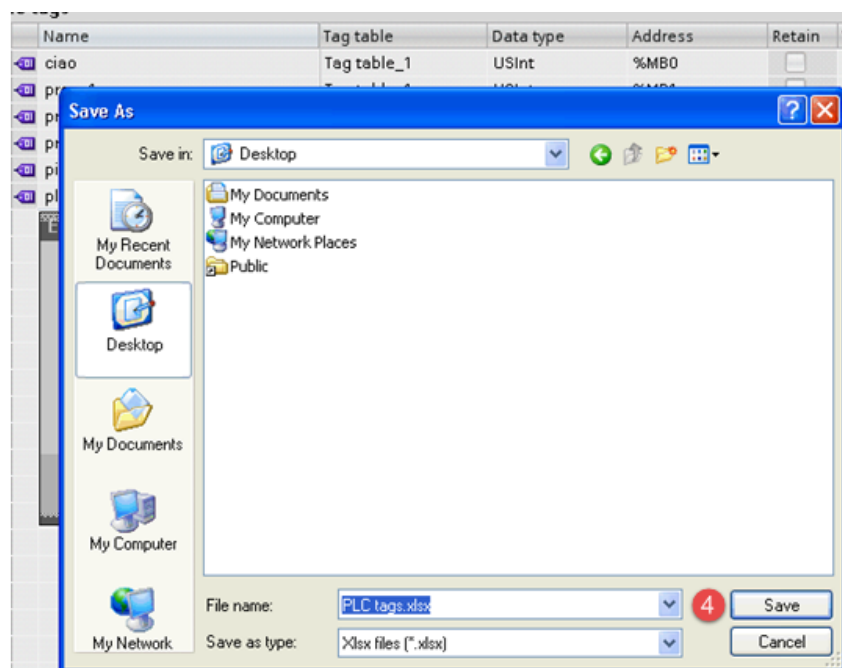 Name Tag table Data type Address Retain
ciao Tag table_1 USInt %MB0
Save As
Save in: Desktop
My Documents
My Computer
My Network Places
Public
My Recent
Documents
Desktop
My Documents
My Computer
My Network
File name: PLC tags.xlsx 4 Save
Save as type: Xlsx files (*.xlsx) Cancel